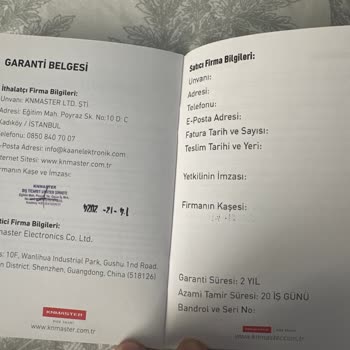 GARANTİ BELGESİ
İthalatçı Firma Bilgileri:
Unvanı: KNMASTER LTD. ŞTİ
Adresi: Eğitim Mah. Poyraz Sk. No:10 D: C
Kadıköy / İSTANBUL
Telefonu: 0850 840 70 07
Posta Adresi: info@kaanelektronik.com
ternet Sitesi: www.knmaster.com.tr
Firmanın Kaşe ve İmzası:
KNMASTER
tici Firma Bilgileri:
master Electronics Co. Ltd.
s: 10F, Wanlihua Industrial Park, Gushu 1nd Road.
n District. Shenzhen, Guangdong, China (518126)
KNMASTER
www.knmaster.com.tr
Satıcı Firma Bilgileri:
Unvanı:
Adresi:
Telefonu:
E-Posta Adresi:
Fatura Tarih ve Sayısı:
Teslim Tarihi ve Yeri:
Yetkilinin İmzası:
Firmanın Kaşesi:
Garanti Süresi: 2 YIL
Azami Tamir Süresi: 20 İŞ GÜNÜ
Bandrol ve Seri No:
KNMASTER
www.knmaster.com.tr